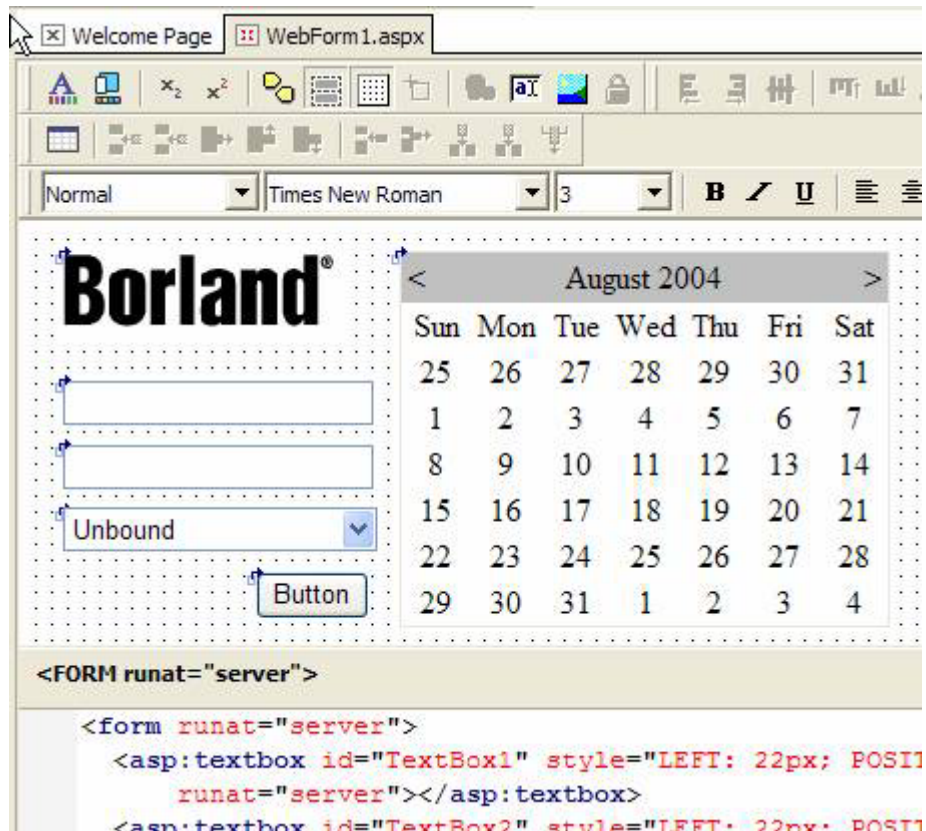 Welcome Page WebForm1.aspx
x₂ x² aI
Normal Times New Roman 3 B I U
Borland®
< August 2004 >
Sun Mon Tue Wed Thu Fri Sat
25 26 27 28 29 30 31
1 2 3 4 5 6 7
8 9 10 11 12 13 14
15 16 17 18 19 20 21
22 23 24 25 26 27 28
29 30 31 1 2 3 4
Unbound
Button
<FORM runat="server">
<form runat="server">
<asp:textbox id="TextBox1" style="LEFT: 22px; POSIT
runat="server"></asp:textbox>
<asp:textbox id="TextBox2" style="LEFT: 22px; POSIT